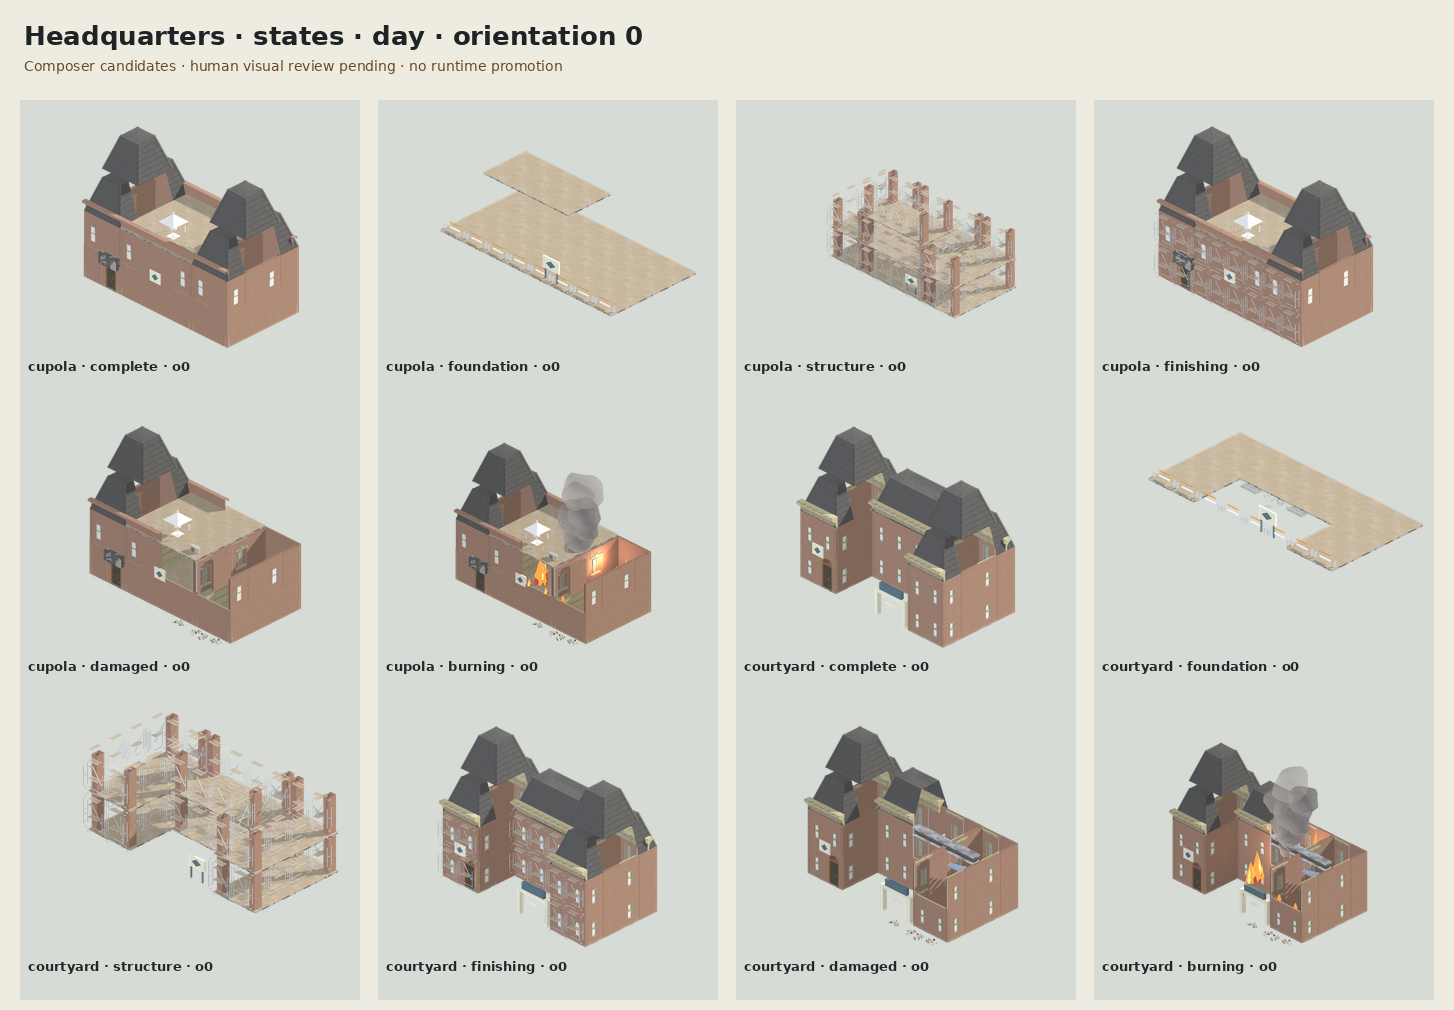 Headquarters · states · day · orientation 0
Composer candidates · human visual review pending · no runtime promotion
cupola · complete · o0
cupola · foundation · o0
cupola · structure · o0
cupola · finishing · o0
cupola · damaged · o0
cupola · burning · o0
courtyard · complete · o0
courtyard · foundation · o0
courtyard · structure · o0
courtyard · finishing · o0
courtyard · damaged · o0
courtyard · burning · o0